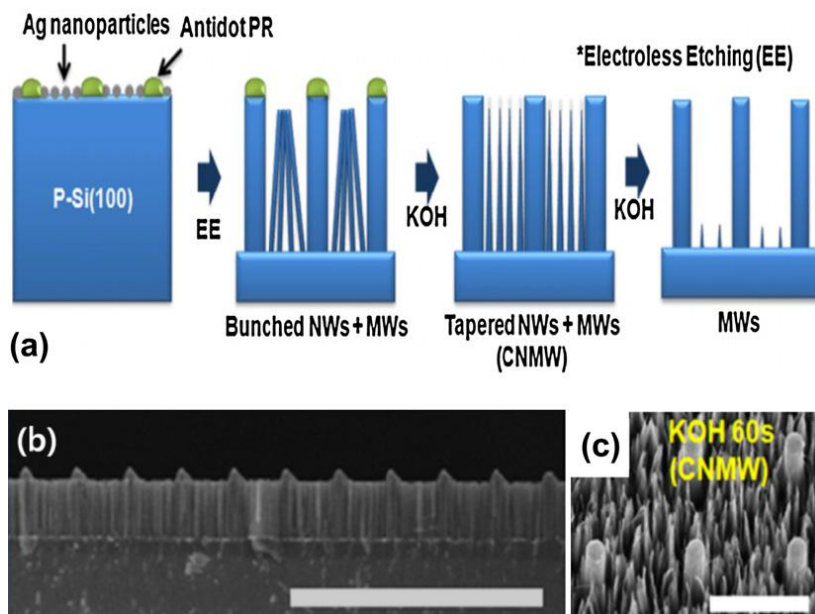 Ag nanoparticles
Antidot PR
*Electroless Etching (EE)
P-Si(100)
EE
KOH
KOH
Bunched NWs + MWs
Tapered NWs + MWs
(CNMW)
MWs
(a)
(b)
(c)
KOH 60s
(CNMW)